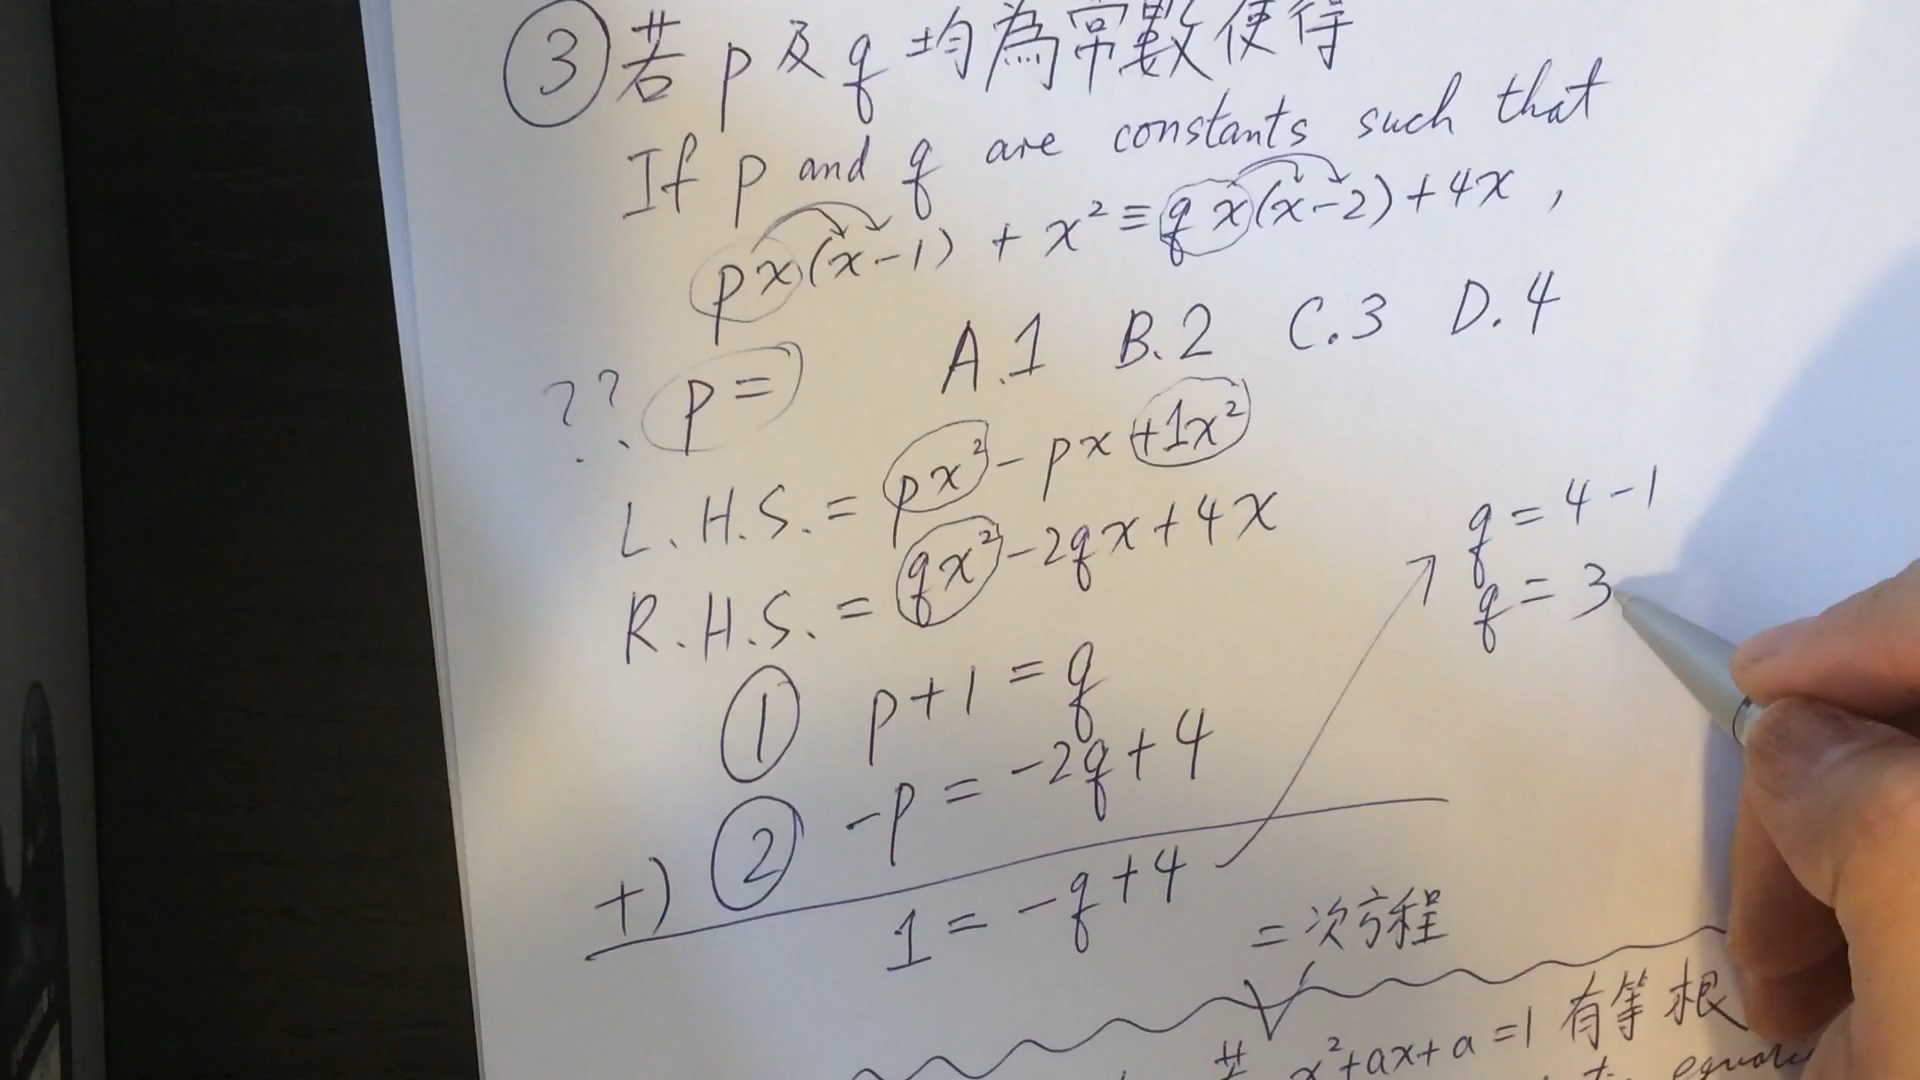 ③若 p 及 q 均為常數使得
If p and q are constants such that
px(x-1) + x² ≡ qx(x-2) + 4x ,
??. p = A.1 B.2 C.3 D.4
L.H.S. = px² - px + 1x²
R.H.S. = qx² - 2qx + 4x
① p + 1 = q
② -p = -2q + 4
+)
1 = -q + 4
q = 4 - 1
q = 3
二次方程
若 x² + ax + a = 1 有等根